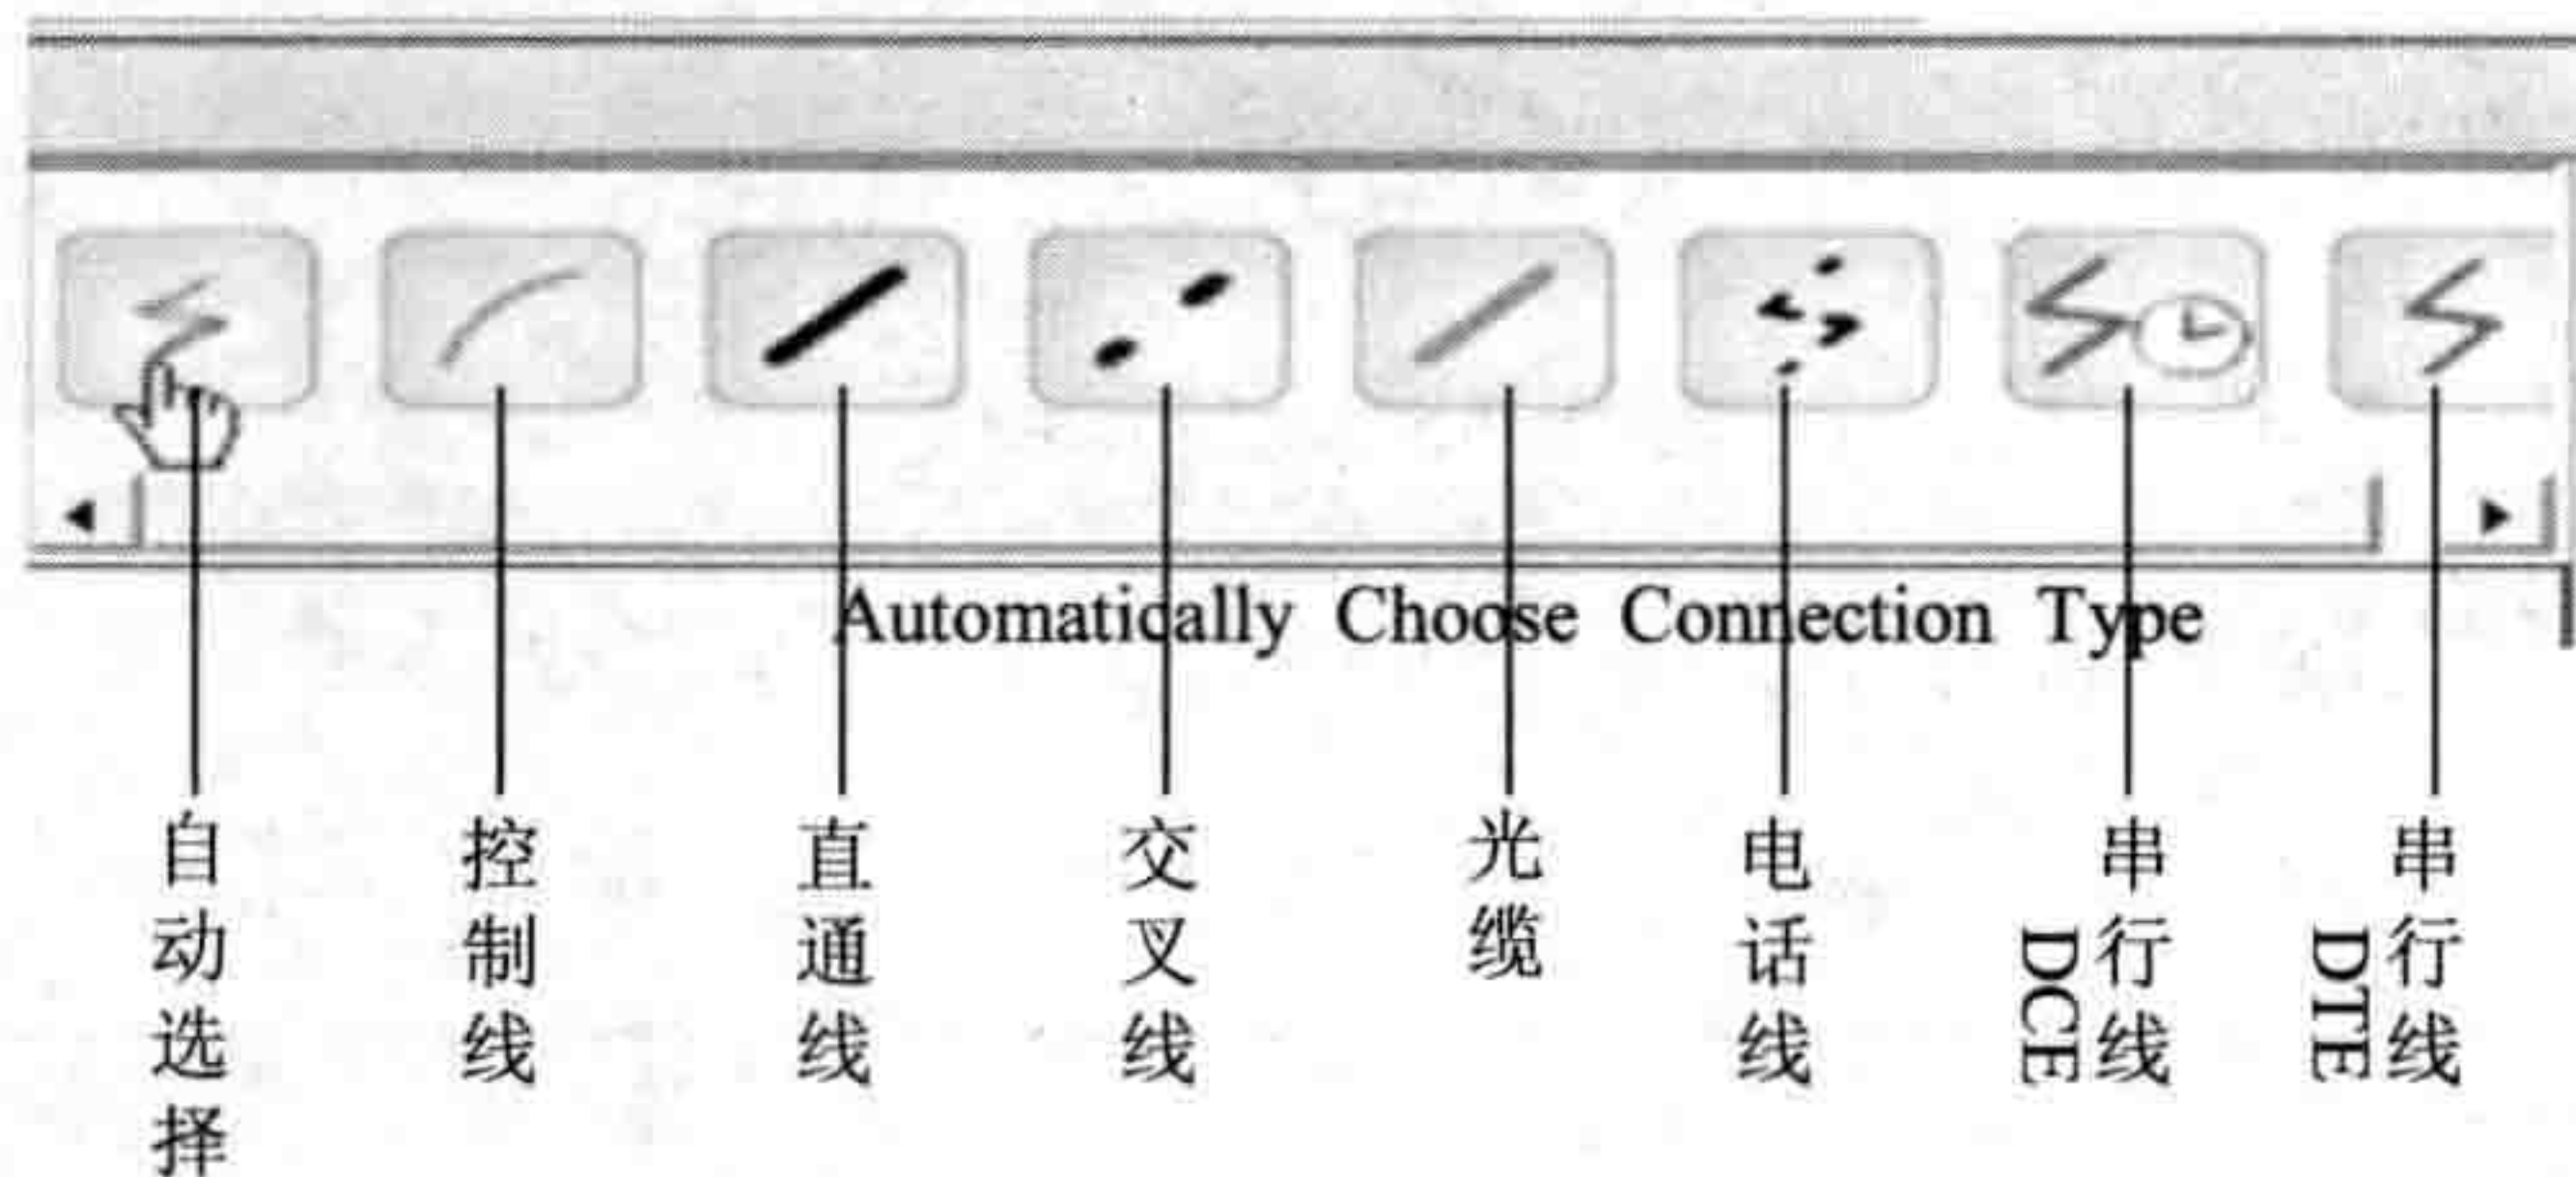 Automatically Choose Connection Type
自动选择
控制线
直通线
交叉线
光缆
电话线
串行线
DCE
串行线
DTE